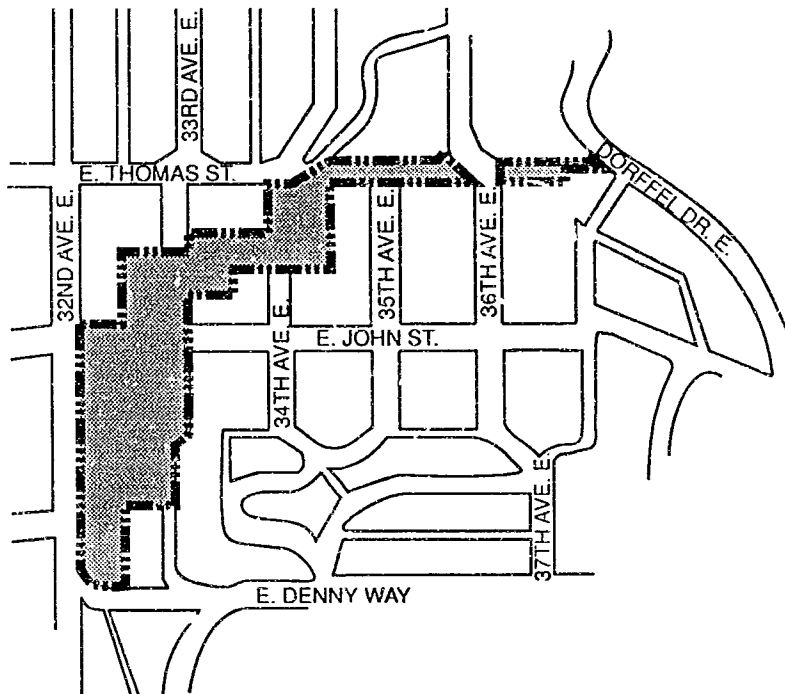 33RD AVE. E.
E. THOMAS ST.
DORFFEL DR. E.
32ND AVE. E.
35TH AVE. E.
36TH AVE. E.
34TH AVE. E.
E. JOHN ST.
37TH AVE. E.
E. DENNY WAY